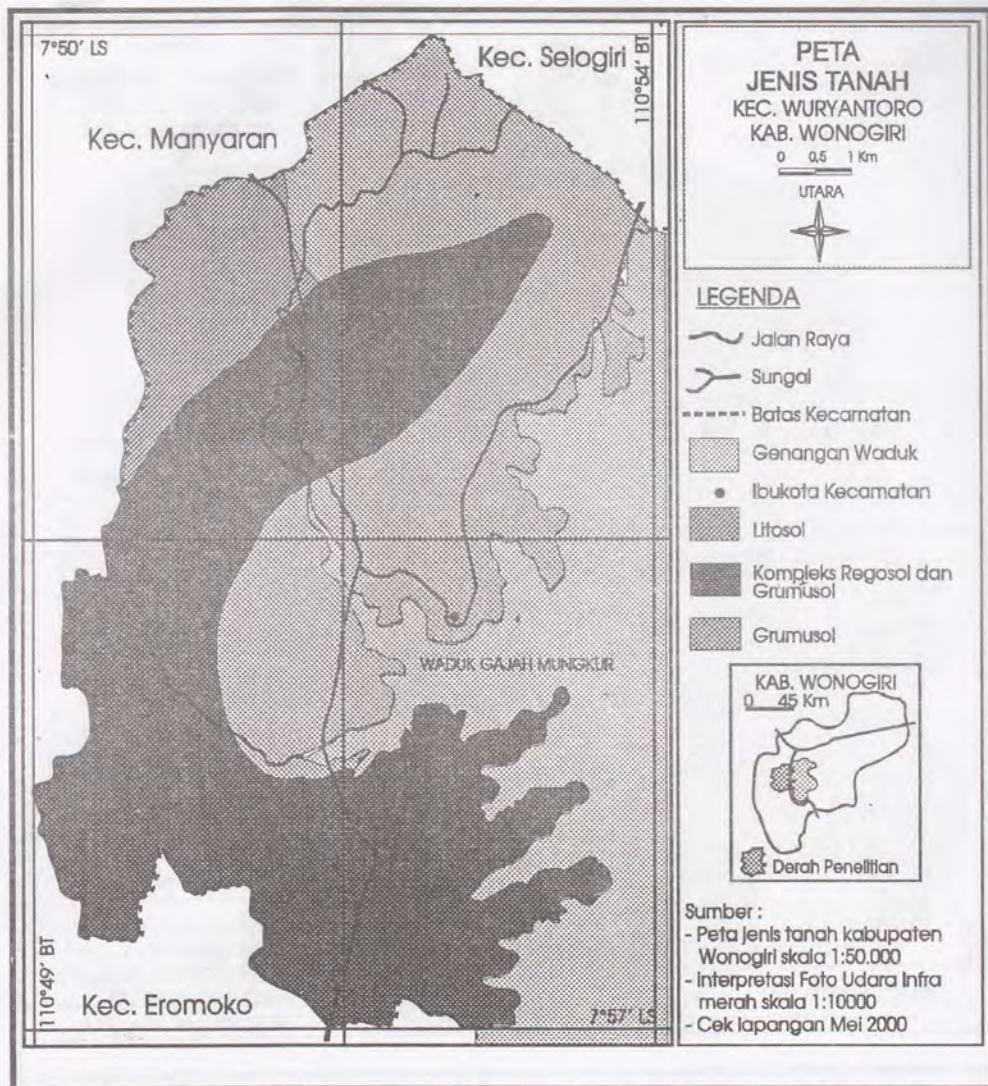 7°50′ LS
Kec. Selogiri
110°54′ BT
Kec. Manyaran
WADUK GAJAH MUNGKUR
110°49′ BT
Kec. Eromoko
7°57′ LS
PETA
JENIS TANAH
KEC. WURYANTORO
KAB. WONOGIRI
0 0,5 1 Km
UTARA
LEGENDA
Jalan Raya
Sungai
Batas Kecamatan
Genangan Waduk
Ibukota Kecamatan
Litosol
Kompleks Regosol dan
Grumusol
Grumusol
KAB. WONOGIRI
0 45 Km
Derah Penelitian
Sumber :
- Peta jenis tanah kabupaten
Wonogiri skala 1:50.000
- Interpretasi Foto Udara Infra
merah skala 1:10000
- Cek lapangan Mei 2000